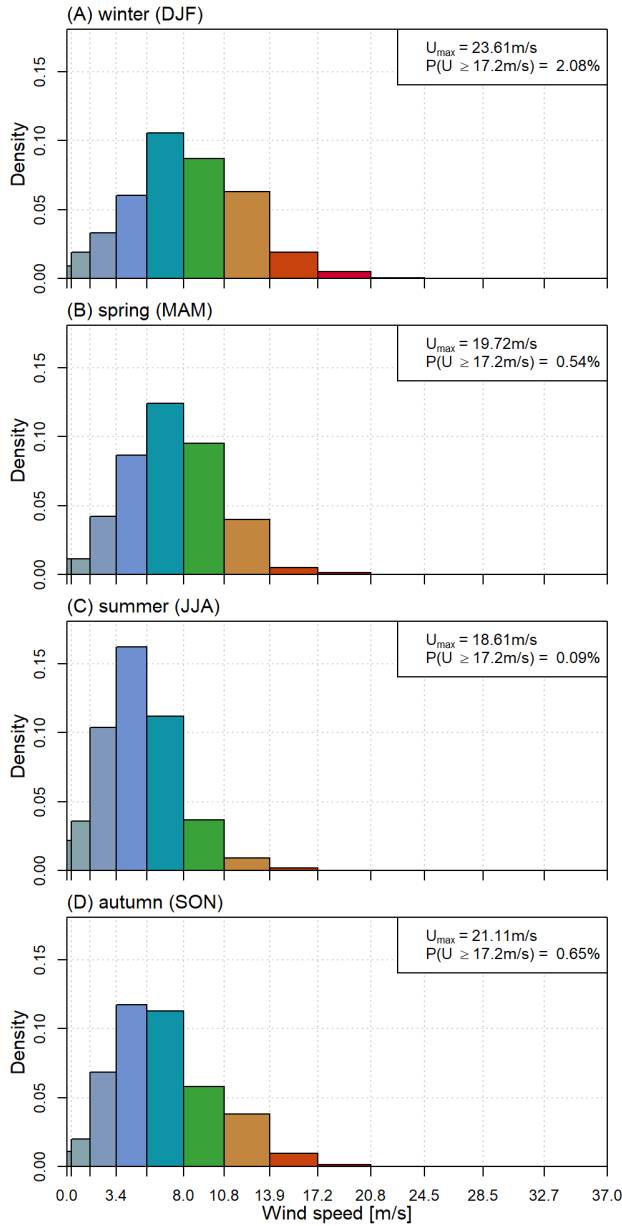 (A) winter (DJF)
Umax = 23.61m/s
P(U ≥ 17.2m/s) = 2.08%
0.15
0.10
0.05
0.00
Density
(B) spring (MAM)
Umax = 19.72m/s
P(U ≥ 17.2m/s) = 0.54%
0.15
0.10
0.05
0.00
Density
(C) summer (JJA)
Umax = 18.61m/s
P(U ≥ 17.2m/s) = 0.09%
0.15
0.10
0.05
0.00
Density
(D) autumn (SON)
Umax = 21.11m/s
P(U ≥ 17.2m/s) = 0.65%
0.15
0.10
0.05
0.00
Density
0.0 3.4 8.0 10.8 13.9 17.2 20.8 24.5 28.5 32.7 37.0
Wind speed [m/s]